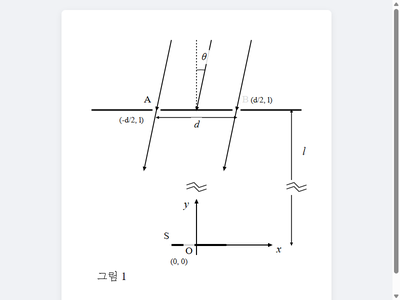 l
θ
A
B (d/2, l)
(-d/2, l)
d
l
y
S
O
x
(0, 0)
그림 1